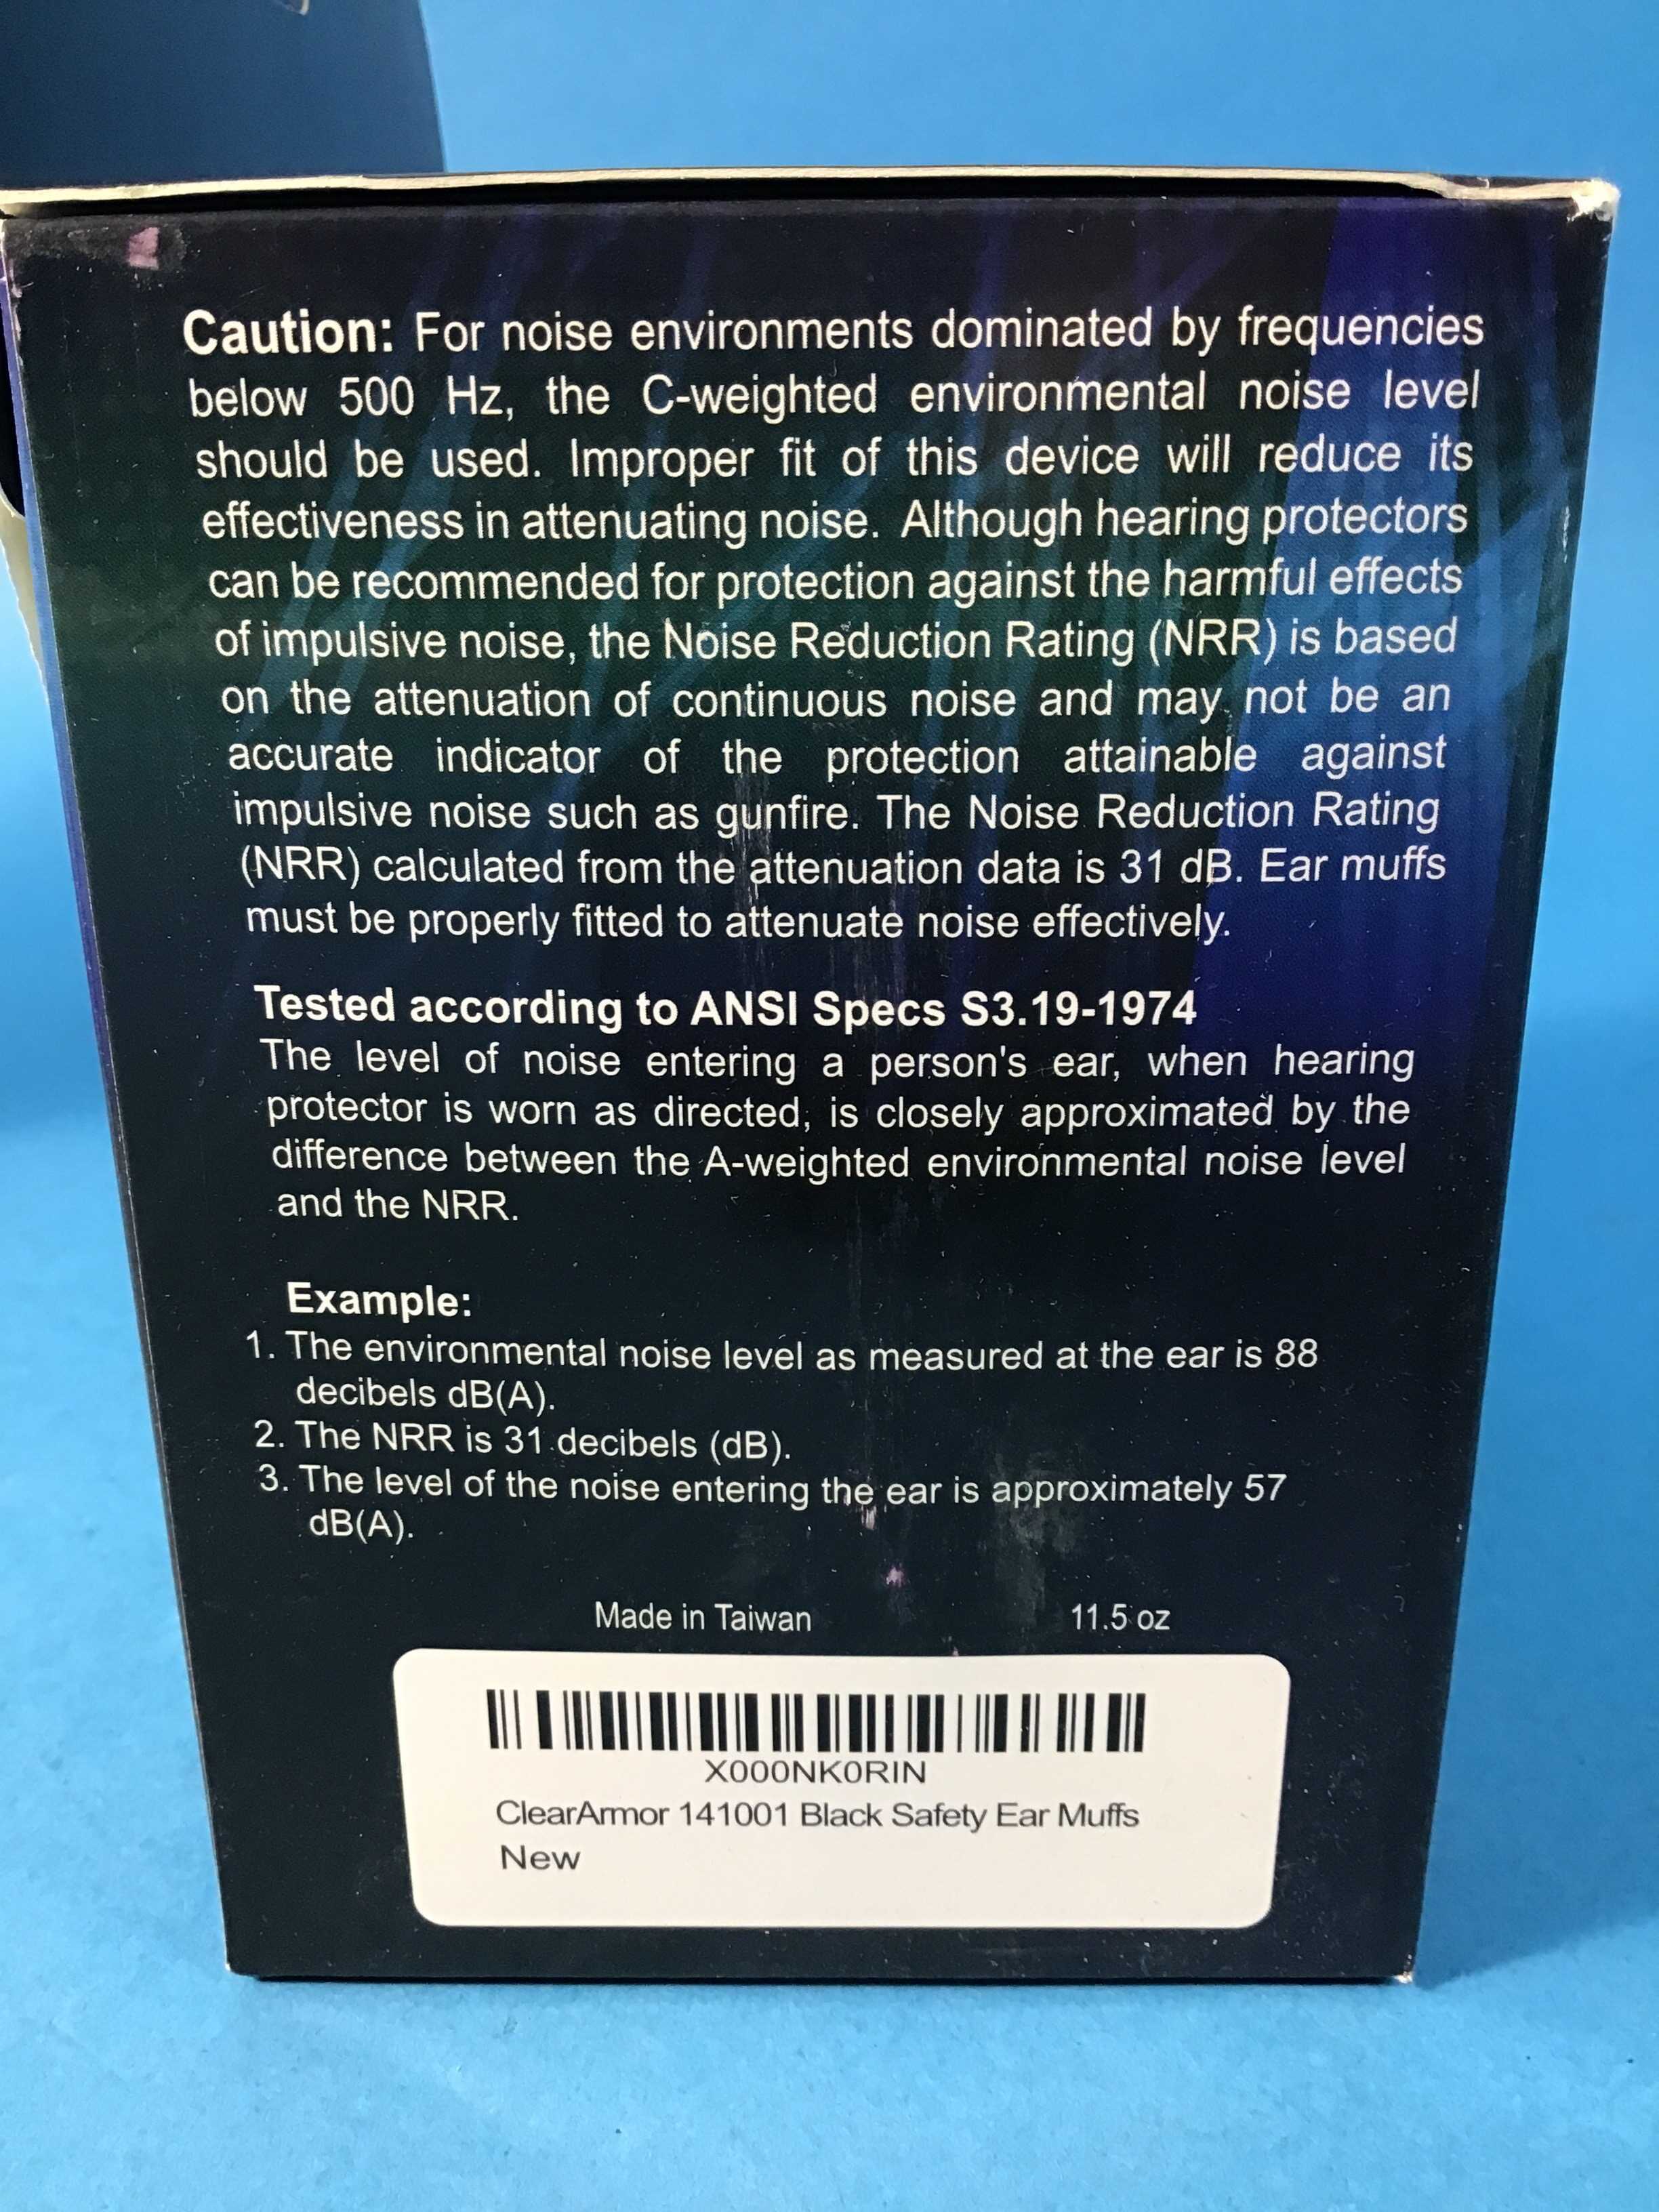 Caution: For noise environments dominated by frequencies
below 500 Hz, the C-weighted environmental noise level
should be used. Improper fit of this device will reduce its
effectiveness in attenuating noise. Although hearing protectors
can be recommended for protection against the harmful effects
of impulsive noise, the Noise Reduction Rating (NRR) is based
on the attenuation of continuous noise and may not be an
accurate indicator of the protection attainable against
impulsive noise such as gunfire. The Noise Reduction Rating
(NRR) calculated from the attenuation data is 31 dB. Ear muffs
must be properly fitted to attenuate noise effectively.
Tested according to ANSI Specs S3.19-1974
The level of noise entering a person's ear, when hearing
protector is worn as directed, is closely approximated by the
difference between the A-weighted environmental noise level
and the NRR.
Example:
1. The environmental noise level as measured at the ear is 88
decibels dB(A).
2. The NRR is 31 decibels (dB).
3. The level of the noise entering the ear is approximately 57
dB(A).
Made in Taiwan 11.5 oz
X000NK0RIN
ClearArmor 141001 Black Safety Ear Muffs
New